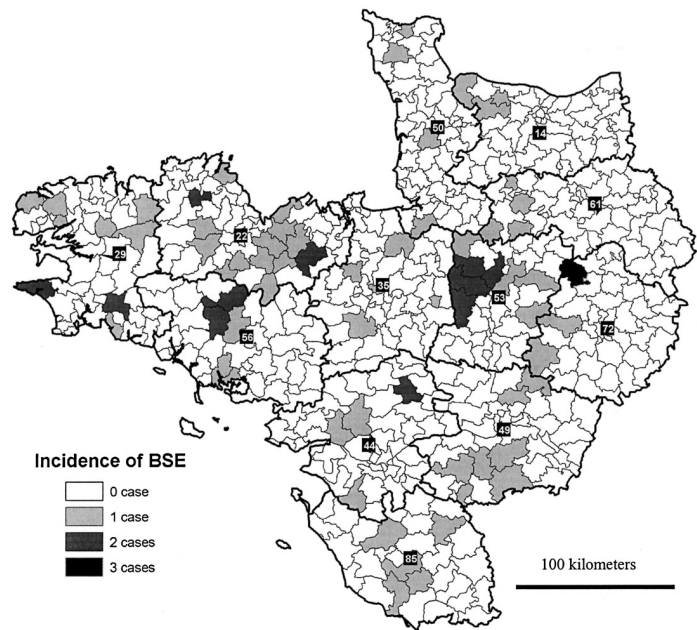 50
14
61
22
29
35
53
72
56
49
44
85
Incidence of BSE
0 case
1 case
2 cases
3 cases
100 kilometers